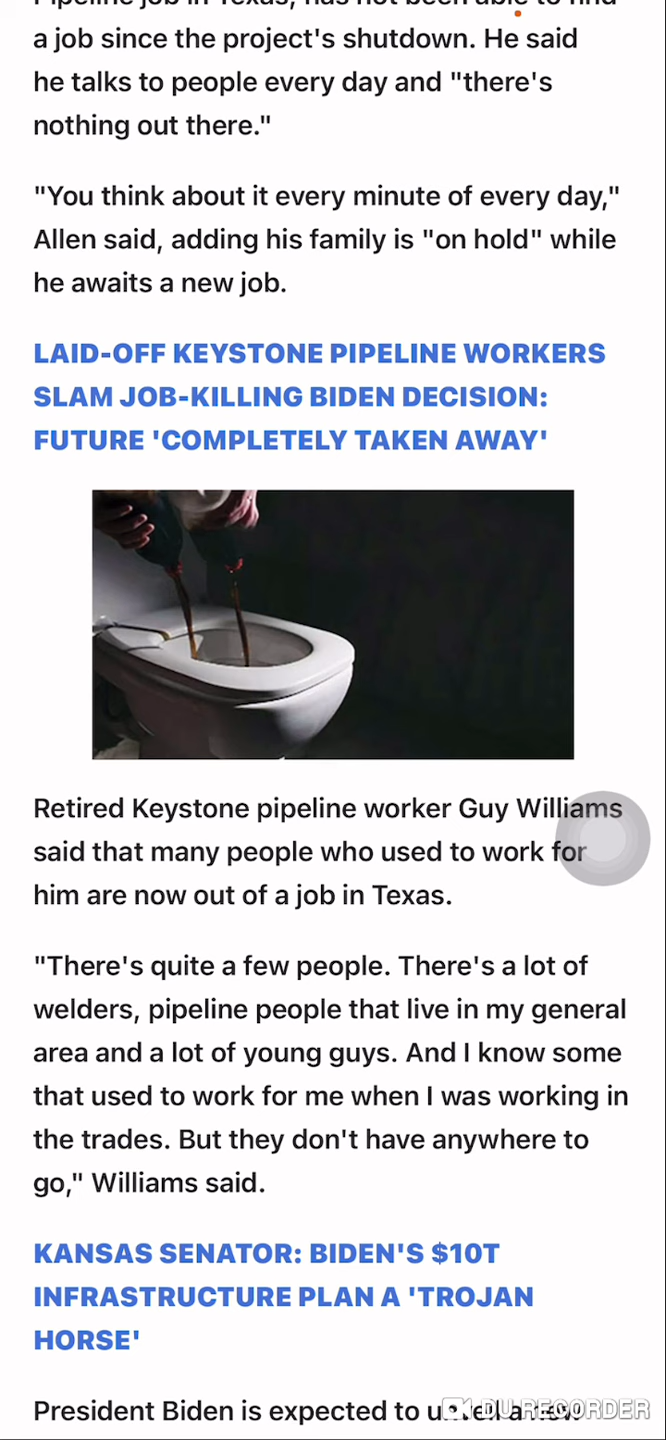 a job since the project's shutdown. He said
he talks to people every day and "there's
nothing out there."
"You think about it every minute of every day,"
Allen said, adding his family is "on hold" while
he awaits a new job.
LAID-OFF KEYSTONE PIPELINE WORKERS
SLAM JOB-KILLING BIDEN DECISION:
FUTURE 'COMPLETELY TAKEN AWAY'
Retired Keystone pipeline worker Guy Williams
said that many people who used to work for
him are now out of a job in Texas.
"There's quite a few people. There's a lot of
welders, pipeline people that live in my general
area and a lot of young guys. And I know some
that used to work for me when I was working in
the trades. But they don't have anywhere to
go," Williams said.
KANSAS SENATOR: BIDEN'S $10T
INFRASTRUCTURE PLAN A 'TROJAN
HORSE'
President Biden is expected to
DU RECORDER